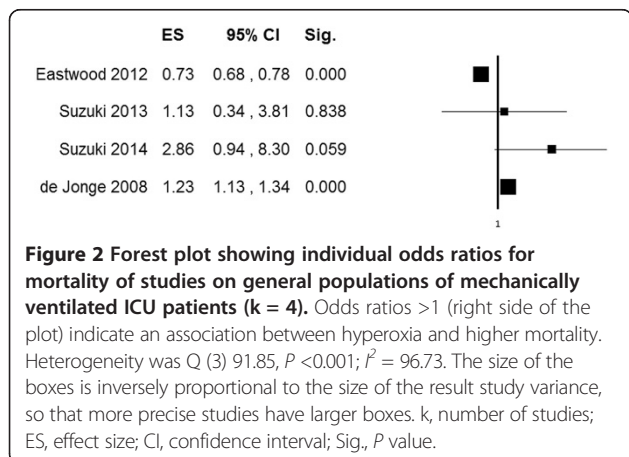 ES 95% CI Sig.
Eastwood 2012 0.73 0.68 , 0.78 0.000
Suzuki 2013 1.13 0.34 , 3.81 0.838
Suzuki 2014 2.86 0.94 , 8.30 0.059
de Jonge 2008 1.23 1.13 , 1.34 0.000
1
Figure 2 Forest plot showing individual odds ratios for
mortality of studies on general populations of mechanically
ventilated ICU patients (k = 4). Odds ratios >1 (right side of the
plot) indicate an association between hyperoxia and higher mortality.
Heterogeneity was Q (3) 91.85, P <0.001; I² = 96.73. The size of the
boxes is inversely proportional to the size of the result study variance,
so that more precise studies have larger boxes. k, number of studies;
ES, effect size; CI, confidence interval; Sig., P value.